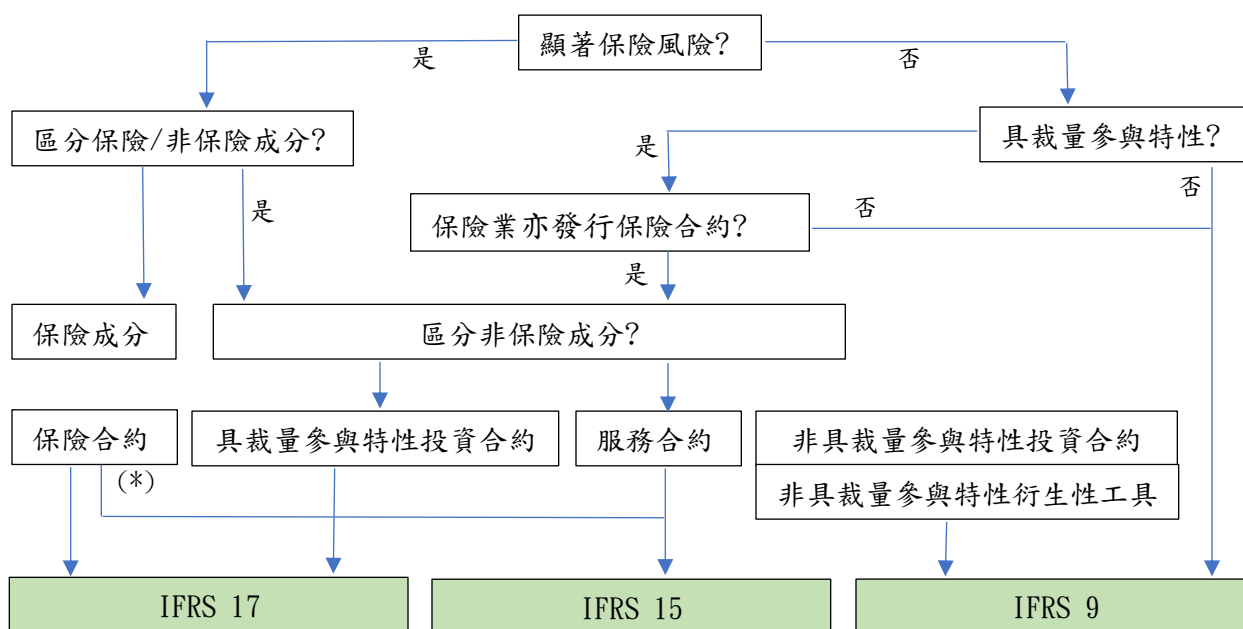 顯著保險風險?
是
否
區分保險/非保險成分?
具裁量參與特性?
是
是
否
保險業亦發行保險合約?
否
是
保險成分
區分非保險成分?
保險合約
具裁量參與特性投資合約
服務合約
非具裁量參與特性投資合約
(*)
非具裁量參與特性衍生性工具
IFRS 17
IFRS 15
IFRS 9